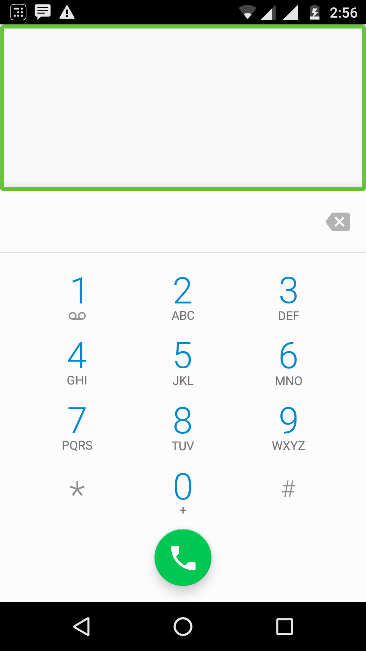 2:56
1 2 3
ABC DEF
4 5 6
GHI JKL MNO
7 8 9
PQRS TUV WXYZ
* 0 #
+